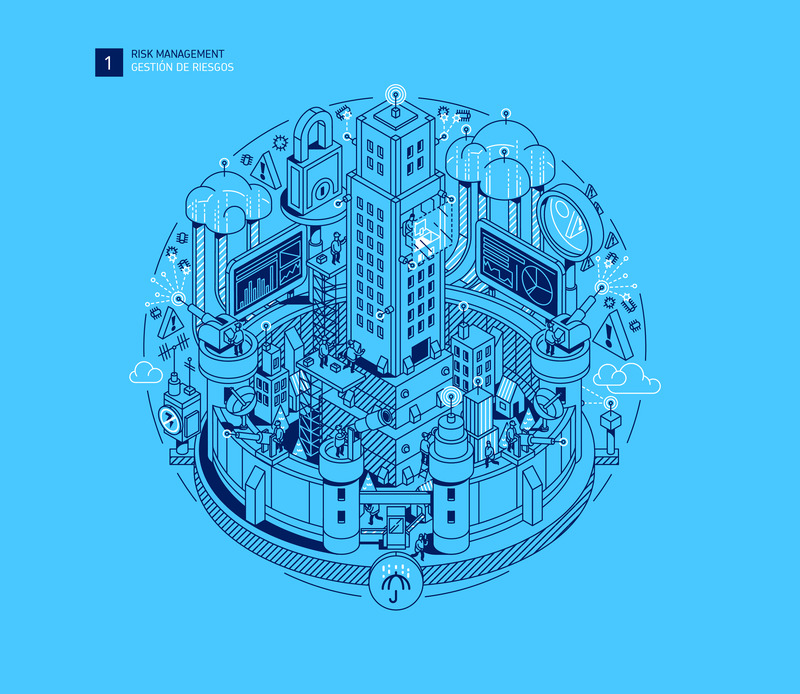 1
RISK MANAGEMENT
GESTIÓN DE RIESGOS